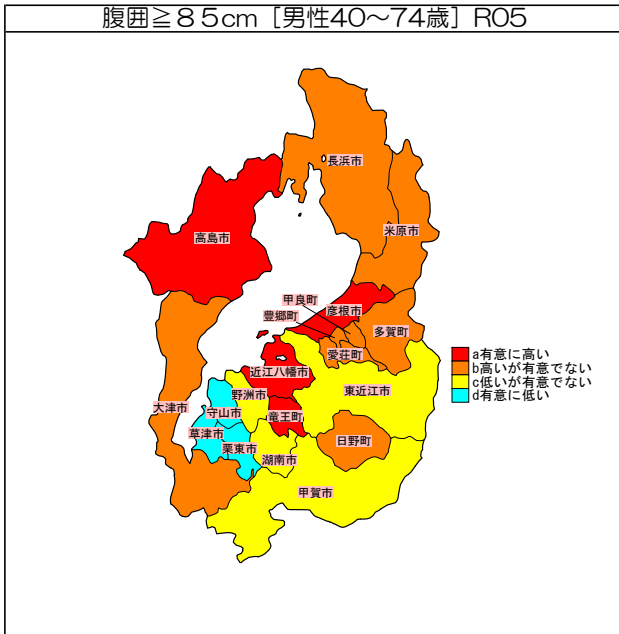 腹囲≧85cm [男性40～74歳] R05
長浜市
米原市
高島市
甲良町
彦根市
豊郷町
多賀町
愛荘町
近江八幡市
東近江市
野洲市
大津市
守山市
竜王町
草津市
日野町
栗東市
湖南市
甲賀市
a有意に高い
b高いが有意でない
c低いが有意でない
d有意に低い